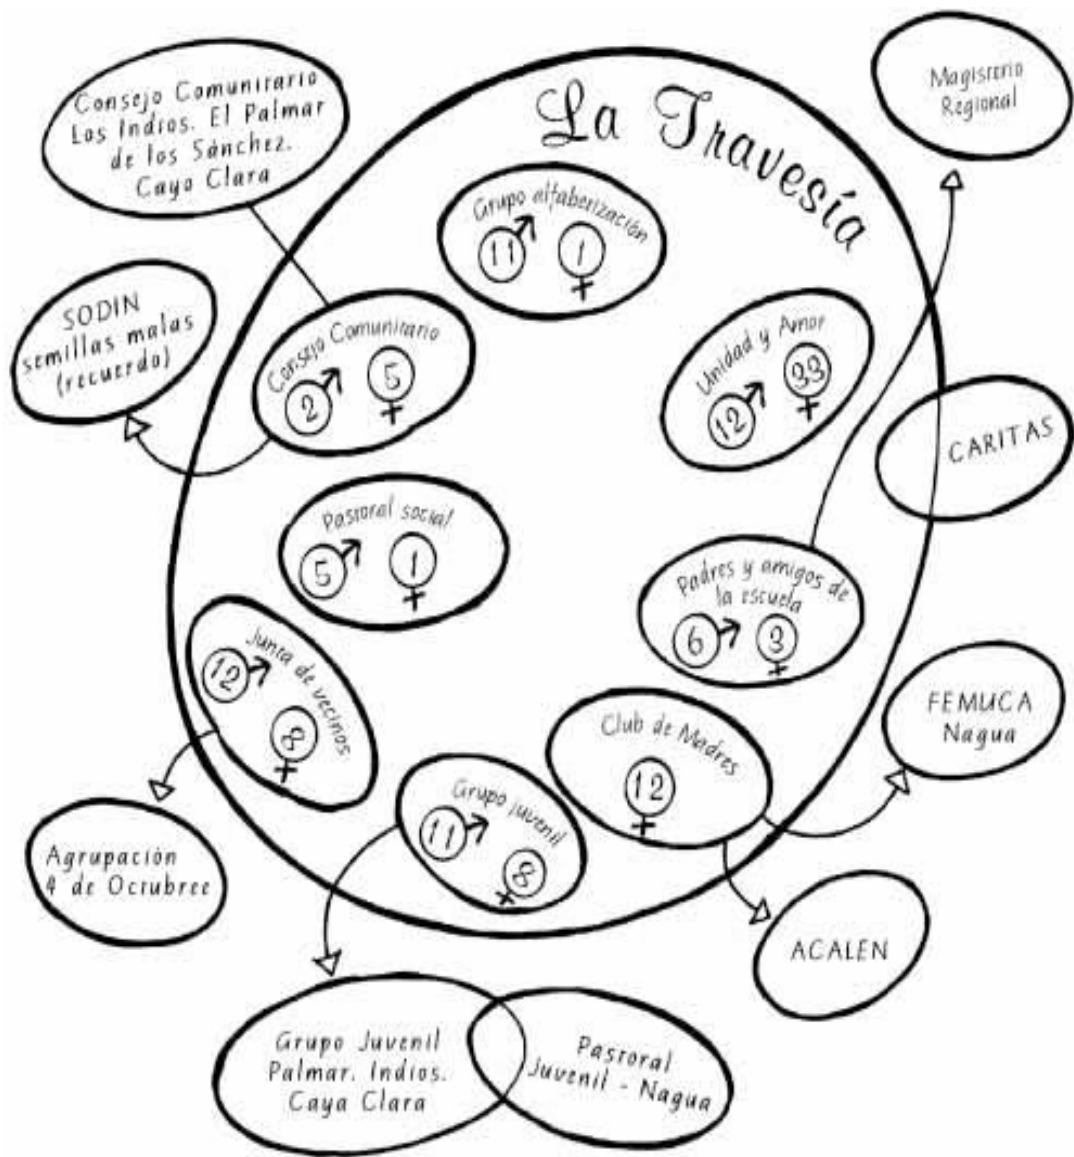 La Travesía
Magisterio
Regional
Consejo Comunitario
Los Indios. El Palmar
de los Sánchez.
Cayo Clara
Grupo alfaberización
11 1
SODIN
semillas malas
(recuerdo)
Consejo Comunirario
2 5
Unidad y Amor
12 33
CARITAS
Pastoral social
5 1
Padres y amigos de
la escuela
6 3
Junta de vecinos
12 8
FEMUCA
Nagua
Club de Madres
12
Grupo juvenil
11 8
Agrupación
4 de Octubree
ACALEN
Grupo Juvenil
Palmar. Indios.
Caya Clara
Pastoral
Juvenil - Nagua